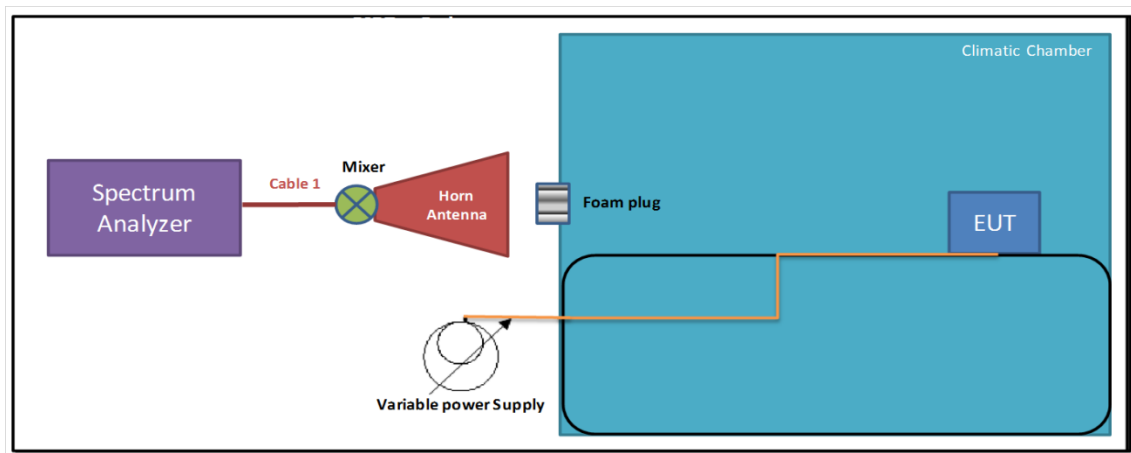 Climatic Chamber
Mixer
Spectrum
Analyzer
Cable 1
Horn
Antenna
Foam plug
EUT
Variable power Supply